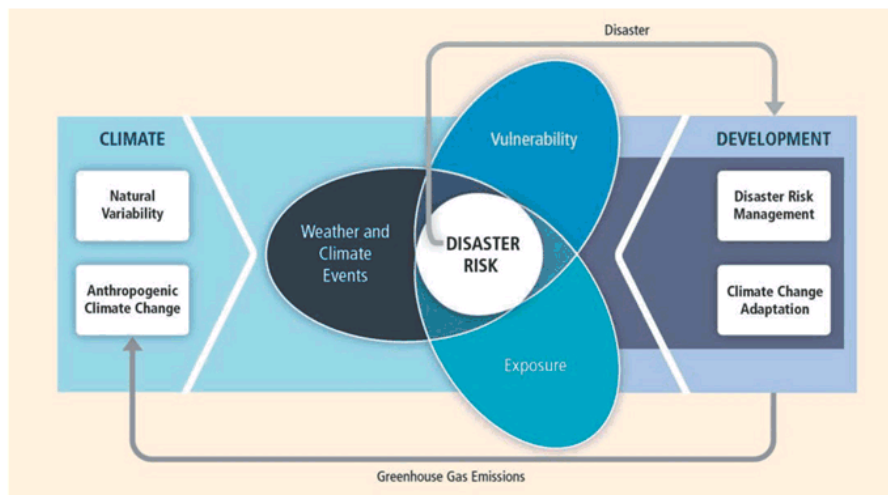 Disaster
CLIMATE
Natural
Variability
Anthropogenic
Climate Change
Weather and
Climate
Events
Vulnerability
DISASTER
RISK
Exposure
DEVELOPMENT
Disaster Risk
Management
Climate Change
Adaptation
Greenhouse Gas Emissions